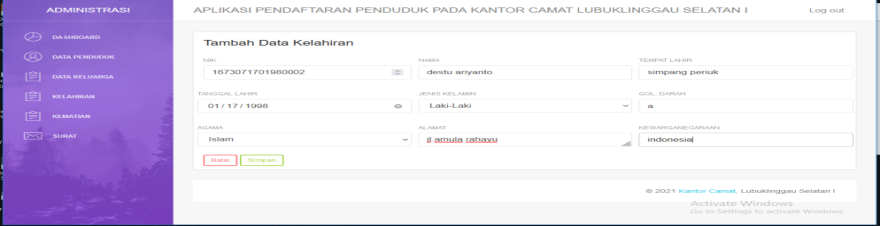 ADMINISTRASI
APLIKASI PENDAFTARAN PENDUDUK PADA KANTOR CAMAT LUBUKLINGGAU SELATAN I
Log out
DASHBOARD
DATA PENDUDUK
DATA KELUARGA
KELAHIRAN
KEMATIAN
SURAT
Tambah Data Kelahiran
NIK
NAMA
TEMPAT LAHIR
1673071701980002
destu ariyanto
simpang periuk
TANGGAL LAHIR
JENIS KELAMIN
GOL. DARAH
01/17/1998
Laki-Laki
a
AGAMA
ALAMAT
KEWARGANEGARAAN
Islam
jl amula rahayu
indonesia
Batal
Simpan
© 2021 Kantor Camat, Lubuklinggau Selatan I
Activate Windows
Go to Settings to activate Windows.